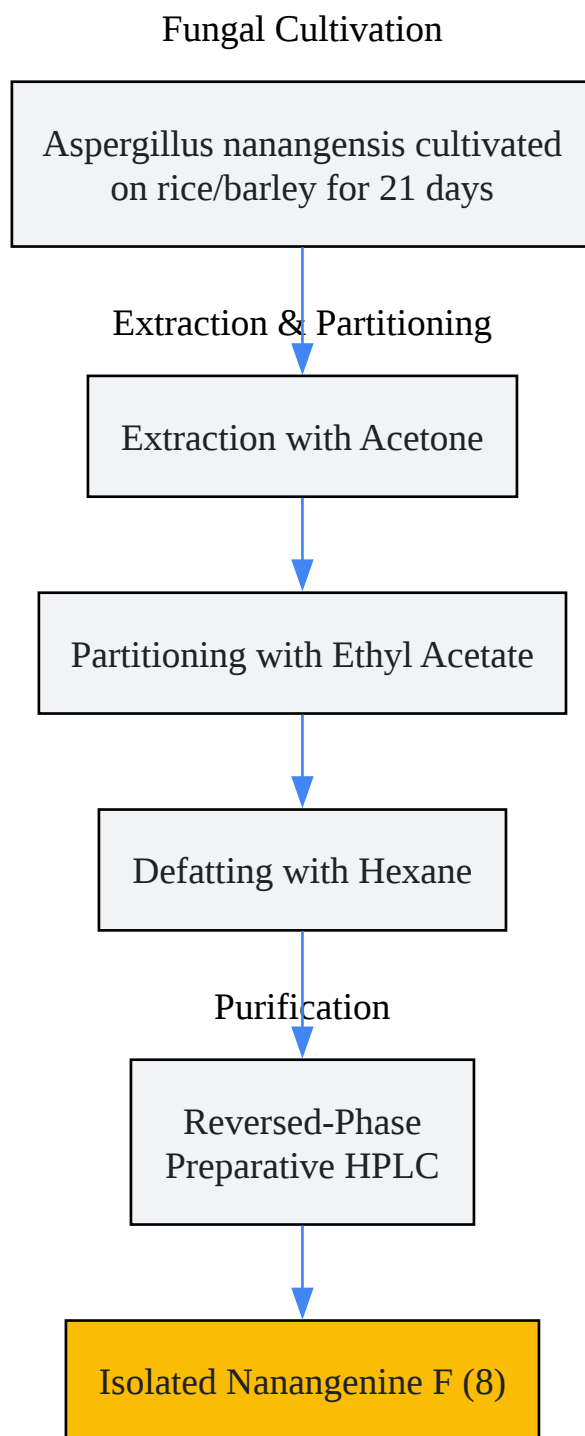 Fungal Cultivation
Aspergillus nanangensis cultivated
on rice/barley for 21 days
Extraction & Partitioning
Extraction with Acetone
Partitioning with Ethyl Acetate
Defatting with Hexane
Purification
Reversed-Phase
Preparative HPLC
Isolated Nanangenine F (8)